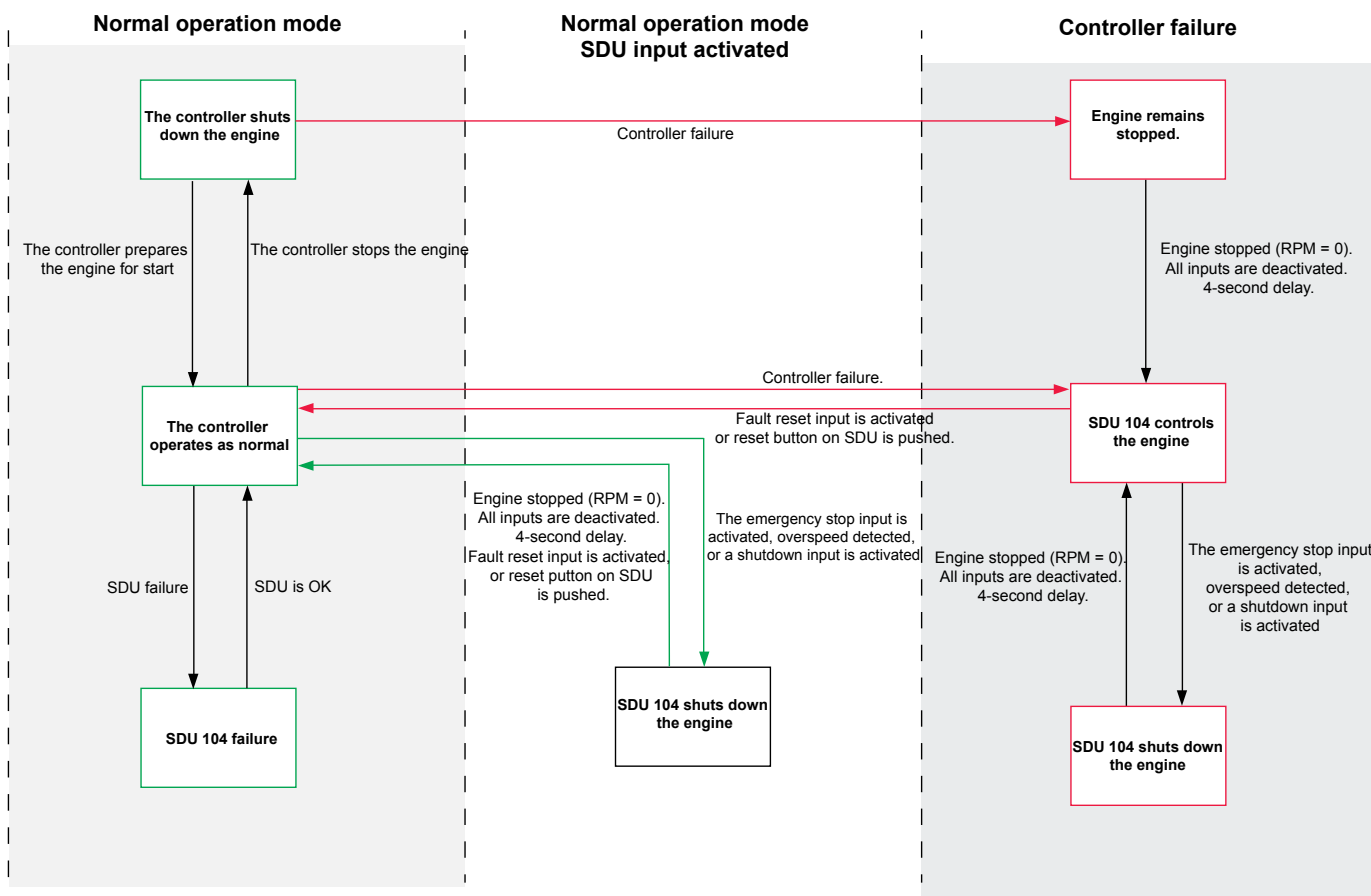 Normal operation mode
Normal operation mode
SDU input activated
Controller failure
The controller shuts
down the engine
Controller failure
Engine remains
stopped.
The controller prepares
the engine for start
The controller stops the engine
Engine stopped (RPM = 0).
All inputs are deactivated.
4-second delay.
The controller
operates as normal
Controller failure.
Fault reset input is activated
or reset button on SDU is pushed.
SDU 104 controls
the engine
SDU failure
SDU is OK
Engine stopped (RPM = 0).
All inputs are deactivated.
4-second delay.
Fault reset input is activated,
or reset putton on SDU
is pushed.
The emergency stop input is
activated, overspeed detected,
or a shutdown input is activated
Engine stopped (RPM = 0).
All inputs are deactivated.
4-second delay.
The emergency stop input
is activated,
overspeed detected,
or a shutdown input
is activated
SDU 104 failure
SDU 104 shuts down
the engine
SDU 104 shuts down
the engine